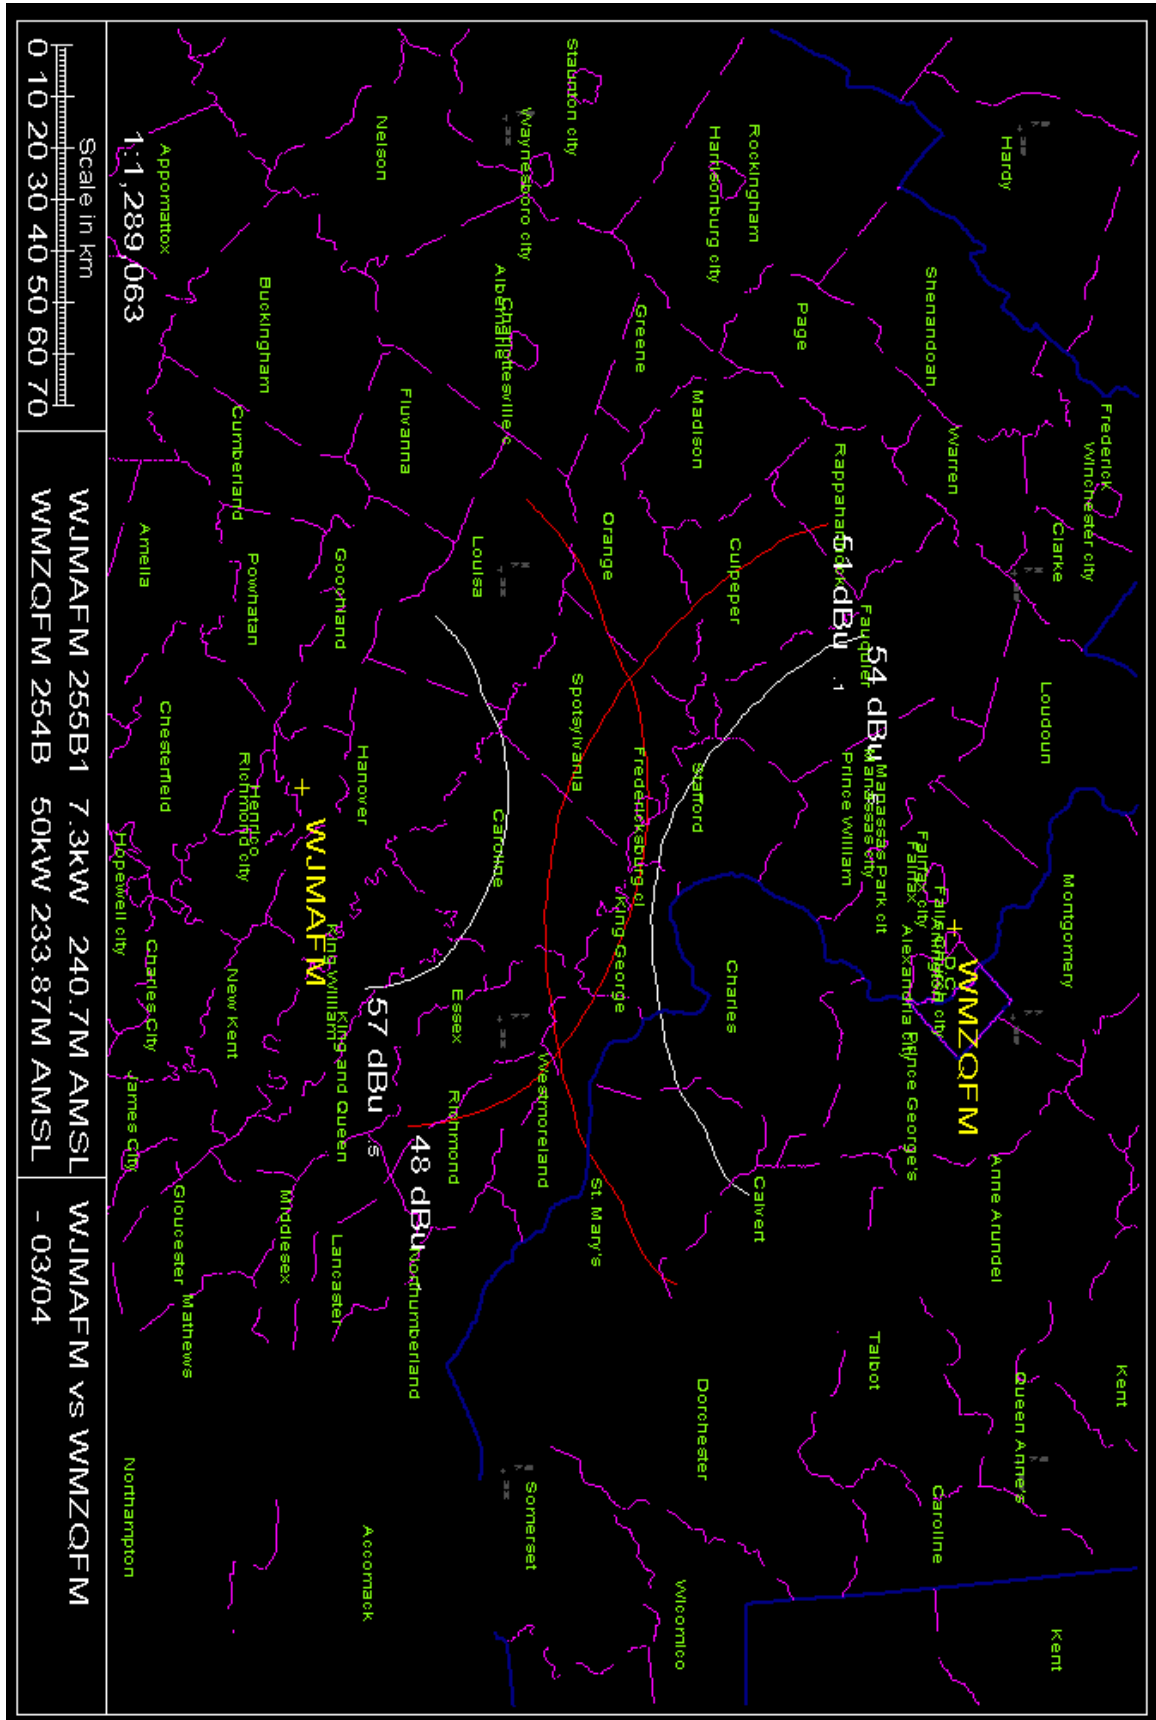 Hardy
Frederick
Winchester city
Clarke
Loudoun
Montgomery
Kent
Queen Anne's
Kent
Shenandoah
Warren
Fairfax city
Fairfax
WMZQFM
D.C.
Alexandria city
Prince George's
Anne Arundel
Caroline
Rockingham
Harrisonburg city
Page
Rappahannock
54 dBu
Fauquier
54 dBu
Manassas Park cit
Manassas city
Prince William
Calvert
Talbot
Staunton city
Greene
Madison
Culpeper
Stafford
Charles
Dorchester
Wicomico
Waynesboro city
Albemarle
Charlottesville c
Orange
Spotsylvania
Fredericksburg ci
King George
Westmoreland
St. Mary's
Somerset
Nelson
Fluvanna
Louisa
Caroline
Essex
Richmond
48 dBu
Northumberland
Accomack
Goochland
Hanover
WJMAFM
King William
57 dBu
King and Queen
Middlesex
Lancaster
Appomattox
Buckingham
Cumberland
Powhatan
Henrico
Richmond city
New Kent
Gloucester
Mathews
Amelia
Chesterfield
Hopewell city
Charles City
James City
Northampton
1:1,289,063
Scale in km
0 10 20 30 40 50 60 70
WJMAFM 255B1 7.3kW 240.7M AMSL
WMZQFM 254B 50kW 233.87M AMSL
WJMAFM vs WMZQFM
- 03/04